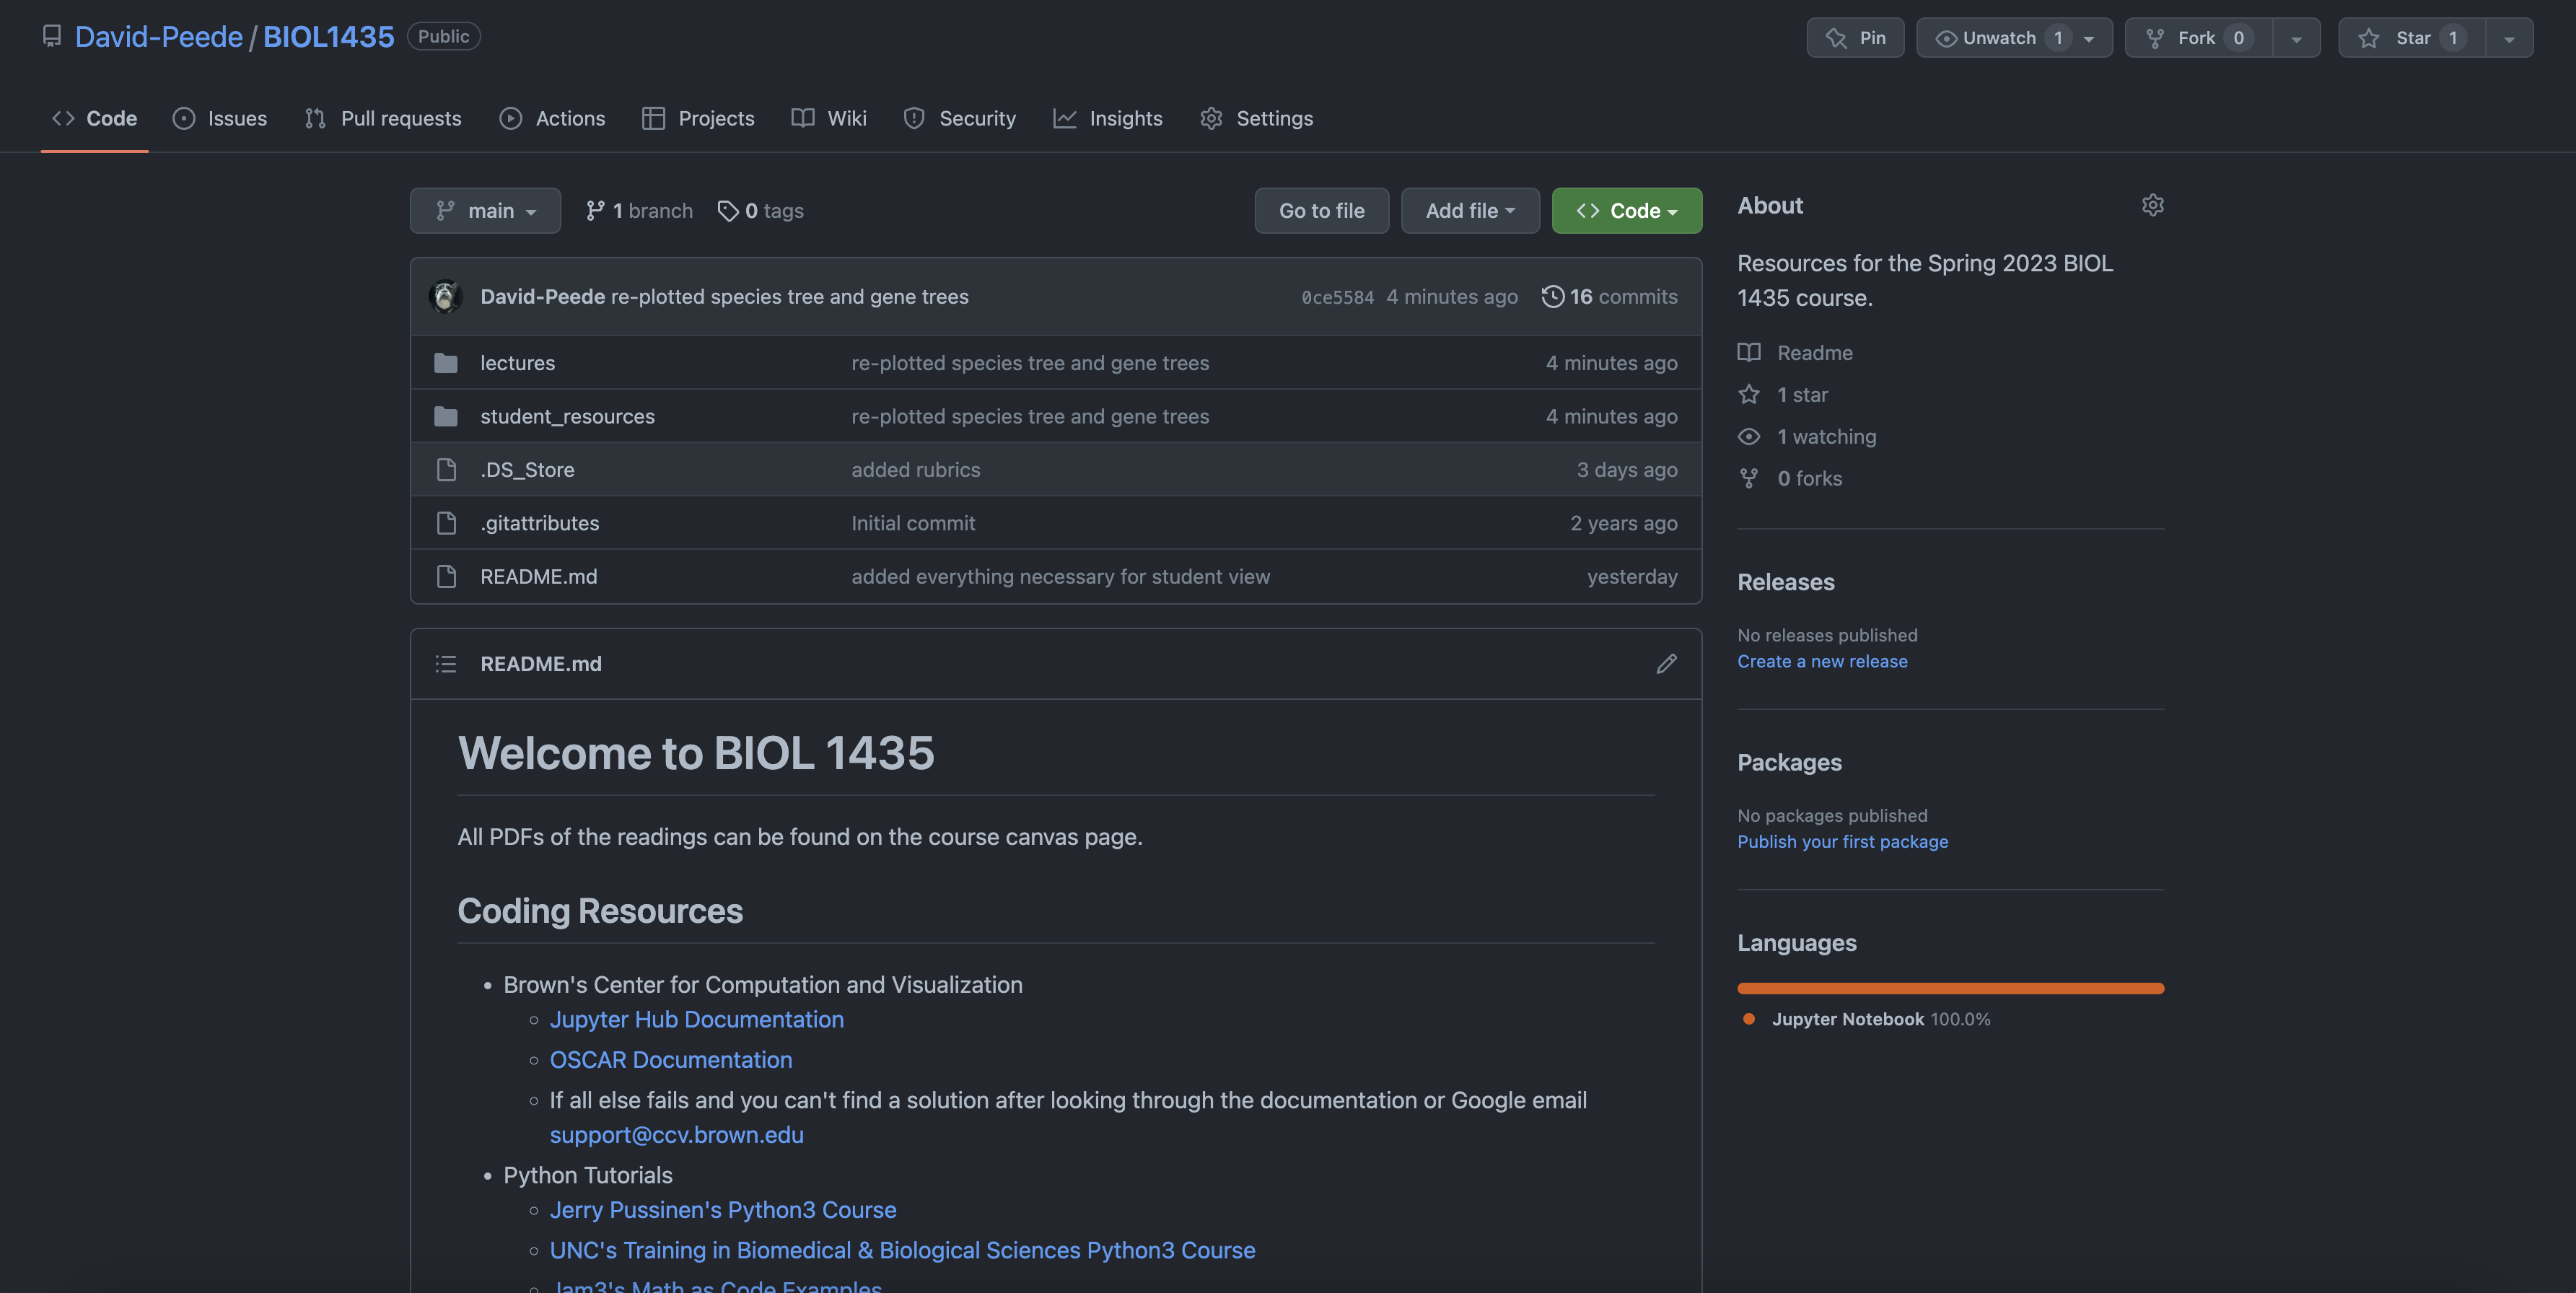 David-Peede / BIOL1435 Public
Pin
Unwatch 1
Fork 0
Star 1
Code
Issues
Pull requests
Actions
Projects
Wiki
Security
Insights
Settings
main
1 branch
0 tags
Go to file
Add file
Code
David-Peede re-plotted species tree and gene trees 0ce5584 4 minutes ago 16 commits
lectures re-plotted species tree and gene trees 4 minutes ago
student_resources re-plotted species tree and gene trees 4 minutes ago
.DS_Store added rubrics 3 days ago
.gitattributes Initial commit 2 years ago
README.md added everything necessary for student view yesterday
README.md
Welcome to BIOL 1435
All PDFs of the readings can be found on the course canvas page.
Coding Resources
Brown's Center for Computation and Visualization
Jupyter Hub Documentation
OSCAR Documentation
If all else fails and you can't find a solution after looking through the documentation or Google email
support@ccv.brown.edu
Python Tutorials
Jerry Pussinen's Python3 Course
UNC's Training in Biomedical & Biological Sciences Python3 Course
Jam3's Math as Code Examples
About
Resources for the Spring 2023 BIOL
1435 course.
Readme
1 star
1 watching
0 forks
Releases
No releases published
Create a new release
Packages
No packages published
Publish your first package
Languages
Jupyter Notebook 100.0%